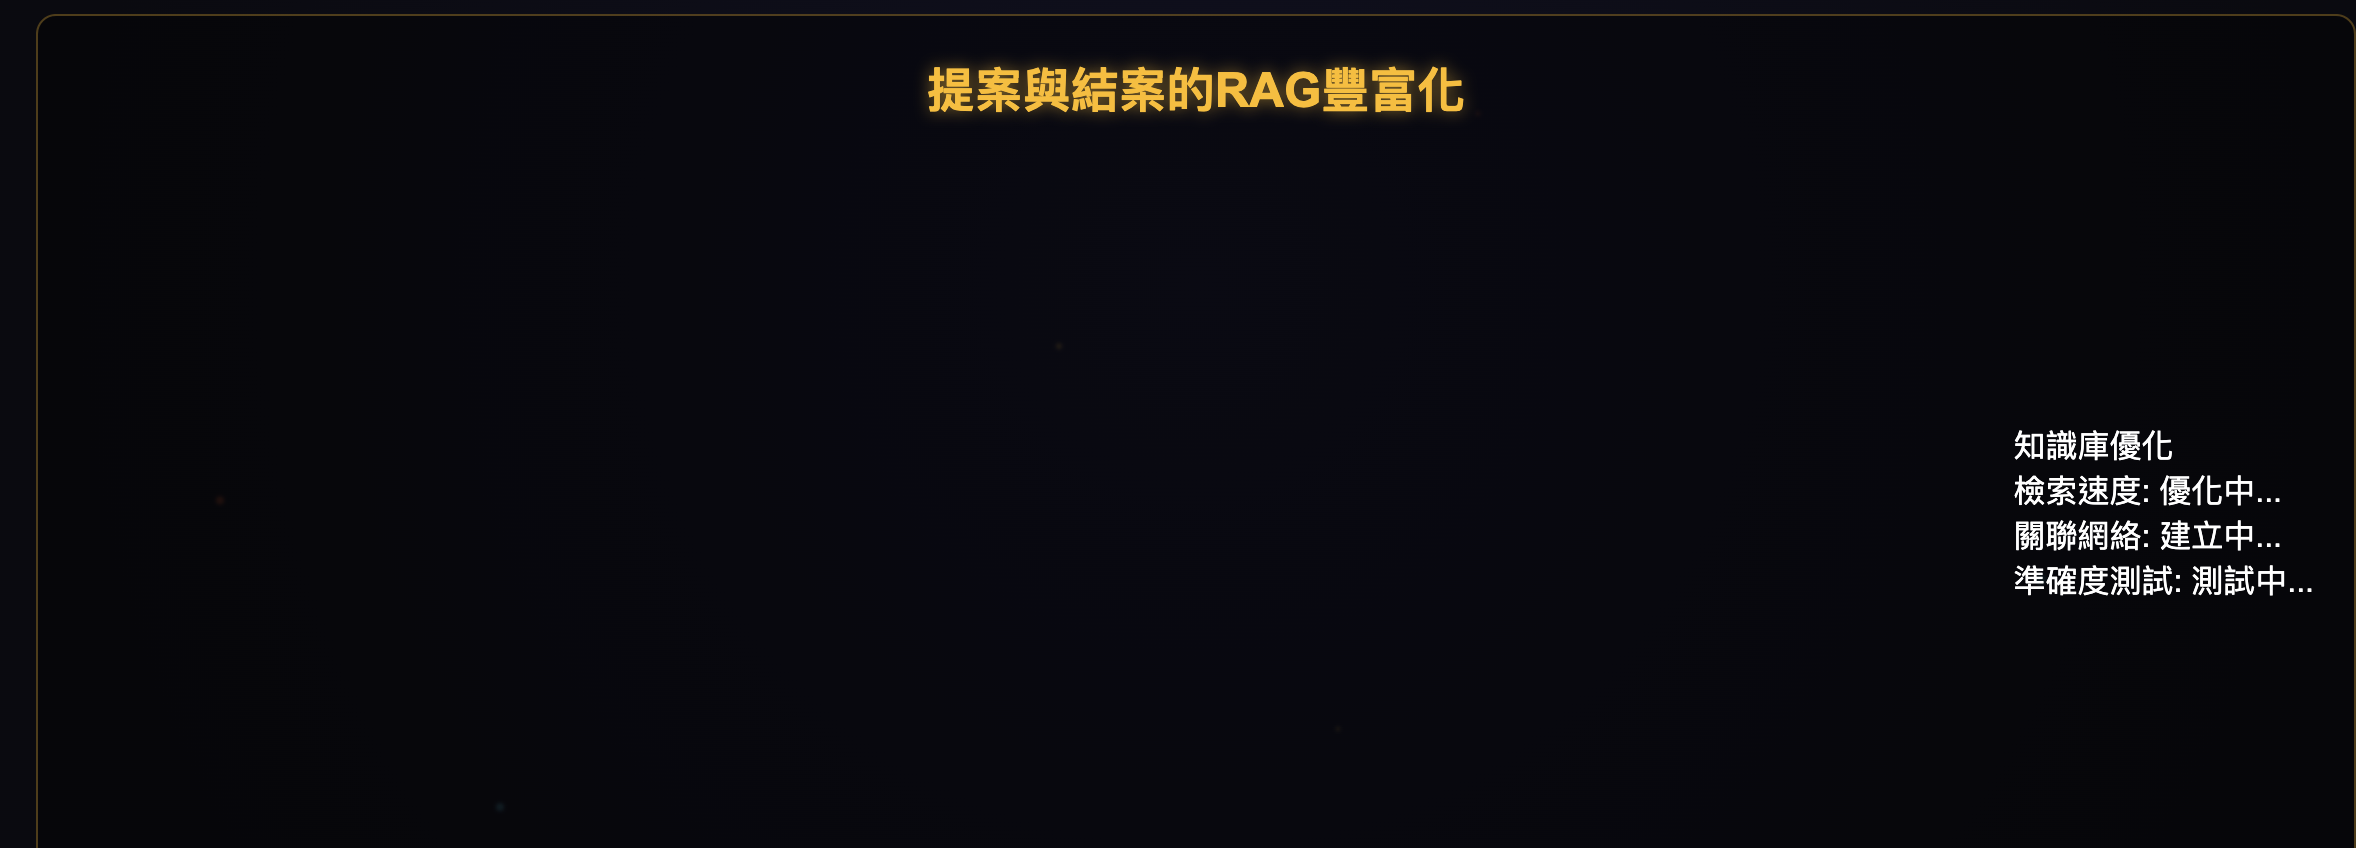 提案與結案的RAG豐富化
知識庫優化
檢索速度: 優化中...
關聯網絡: 建立中...
準確度測試: 測試中...